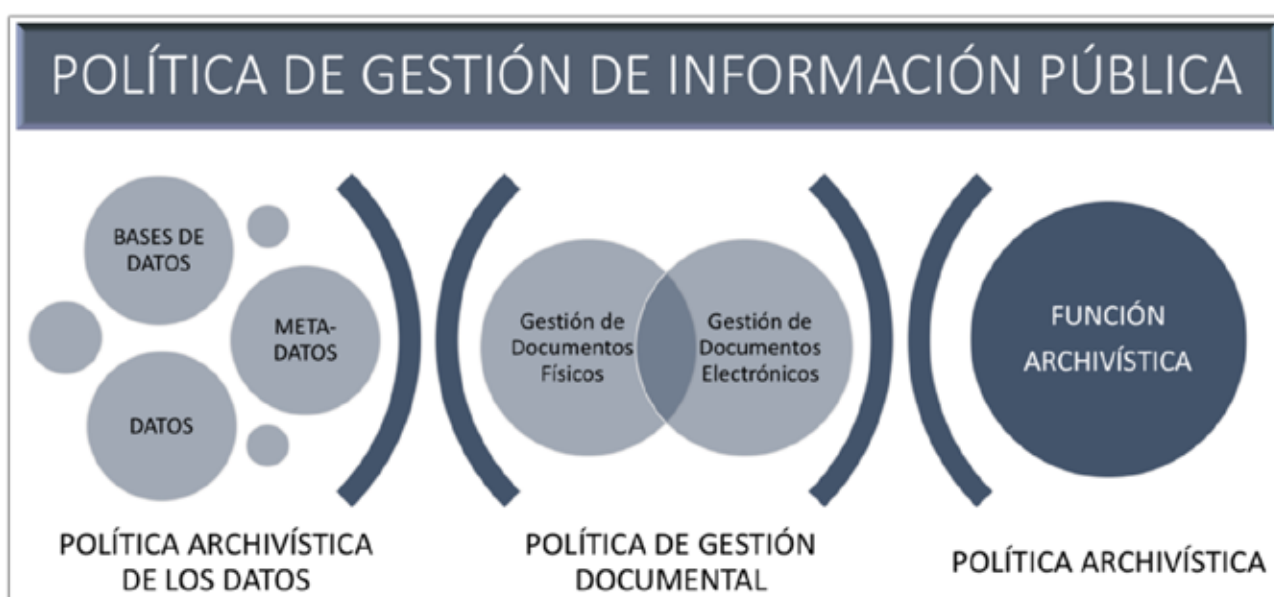 POLÍTICA DE GESTIÓN DE INFORMACIÓN PÚBLICA
BASES DE
DATOS
META-
DATOS
DATOS
POLÍTICA ARCHIVÍSTICA
DE LOS DATOS
Gestión de
Documentos
Físicos
Gestión de
Documentos
Electrónicos
POLÍTICA DE GESTIÓN
DOCUMENTAL
FUNCIÓN
ARCHIVÍSTICA
POLÍTICA ARCHIVÍSTICA